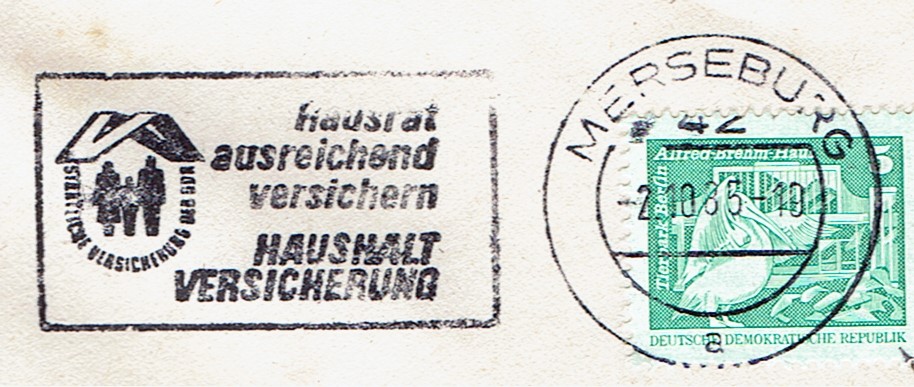 Hausrat
ausreichend
versichern
HAUSHALT
VERSICHERUNG
STAATLICHE VERSICHERUNG DER DDR
MERSEBURG
42
-2.10.86-10
a
Tierpark Berlin
Alfred-Brehm-Haus
5
DEUTSCHE DEMOKRATISCHE REPUBLIK